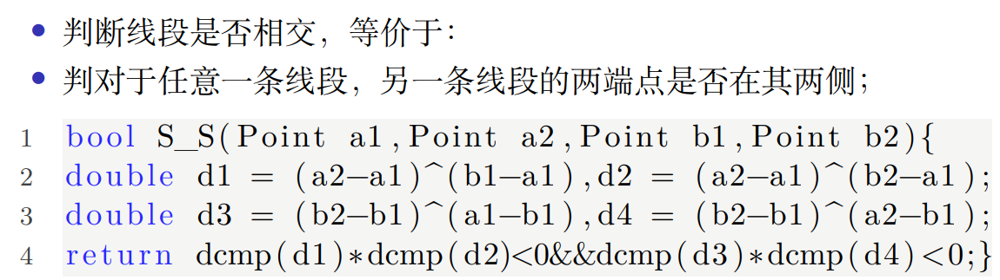 • 判断线段是否相交，等价于：
• 判对于任意一条线段，另一条线段的两端点是否在其两侧；
1 bool S_S(Point a1,Point a2,Point b1,Point b2){
2 double d1 = (a2−a1)^(b1−a1),d2 = (a2−a1)^(b2−a1);
3 double d3 = (b2−b1)^(a1−b1),d4 = (b2−b1)^(a2−b1);
4 return dcmp(d1)*dcmp(d2)<0&&dcmp(d3)*dcmp(d4)<0;}